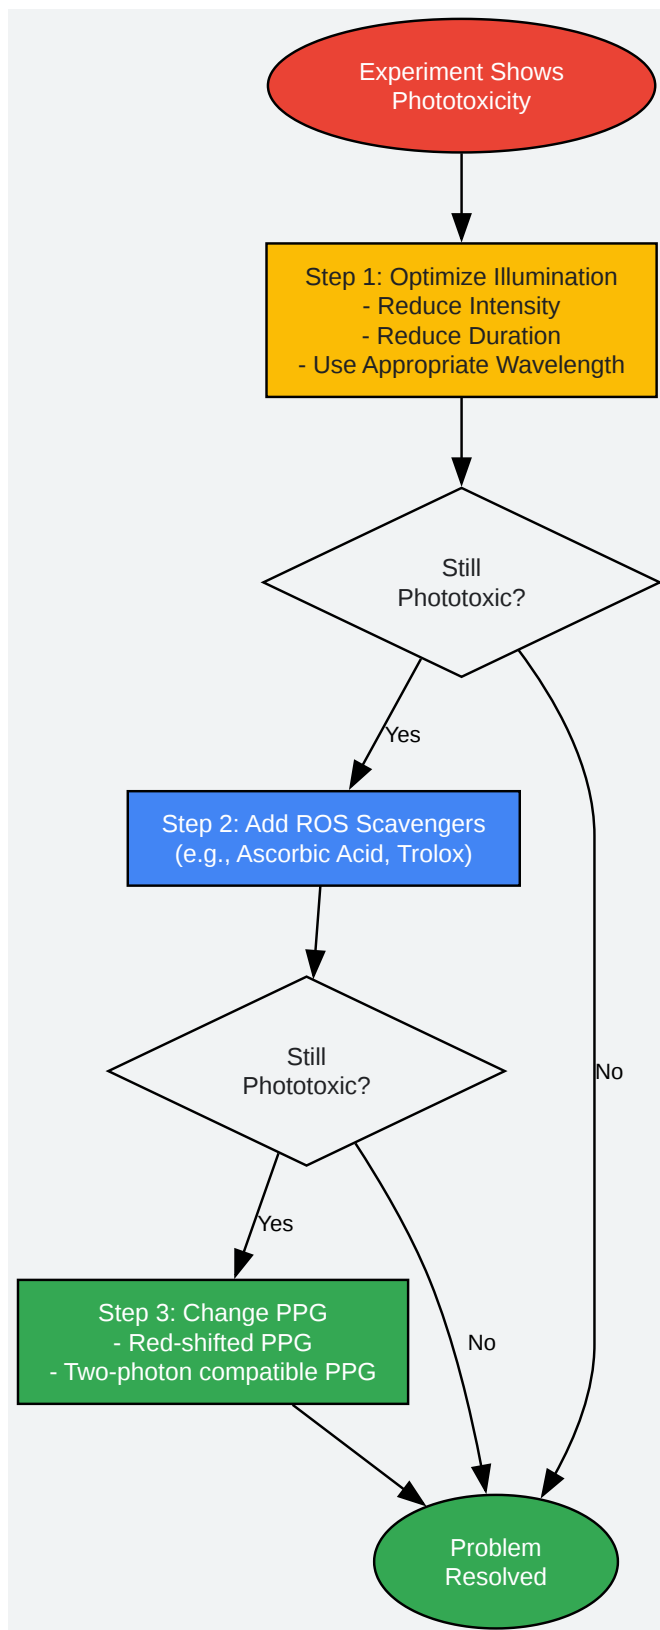 Experiment Shows
Phototoxicity
Step 1: Optimize Illumination
- Reduce Intensity
- Reduce Duration
- Use Appropriate Wavelength
Still
Phototoxic?
Yes
Step 2: Add ROS Scavengers
(e.g., Ascorbic Acid, Trolox)
Still
Phototoxic?
No
Yes
Step 3: Change PPG
- Red-shifted PPG
- Two-photon compatible PPG
No
Problem
Resolved